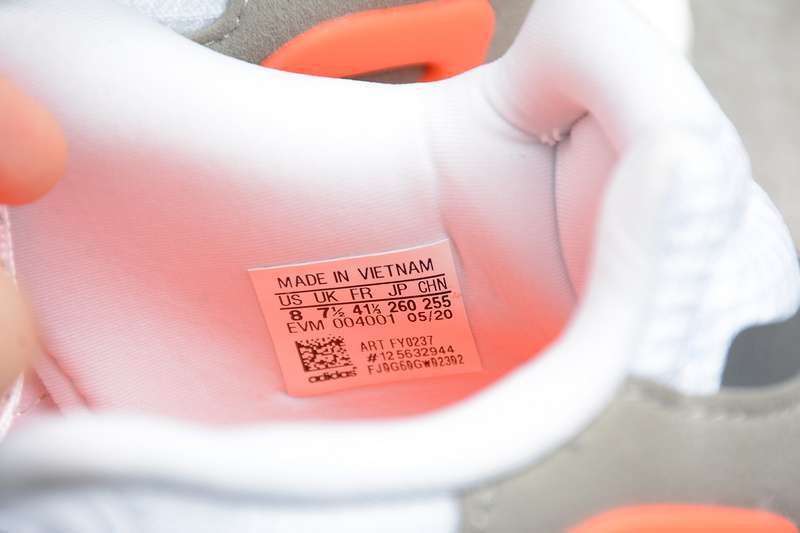 MADE IN VIETNAM
US UK FR JP CHN
8 7½ 41⅓ 260 255
EVM 004001 05/20
ART FY0237
#125632944
FJ0G60GW02392
adidas